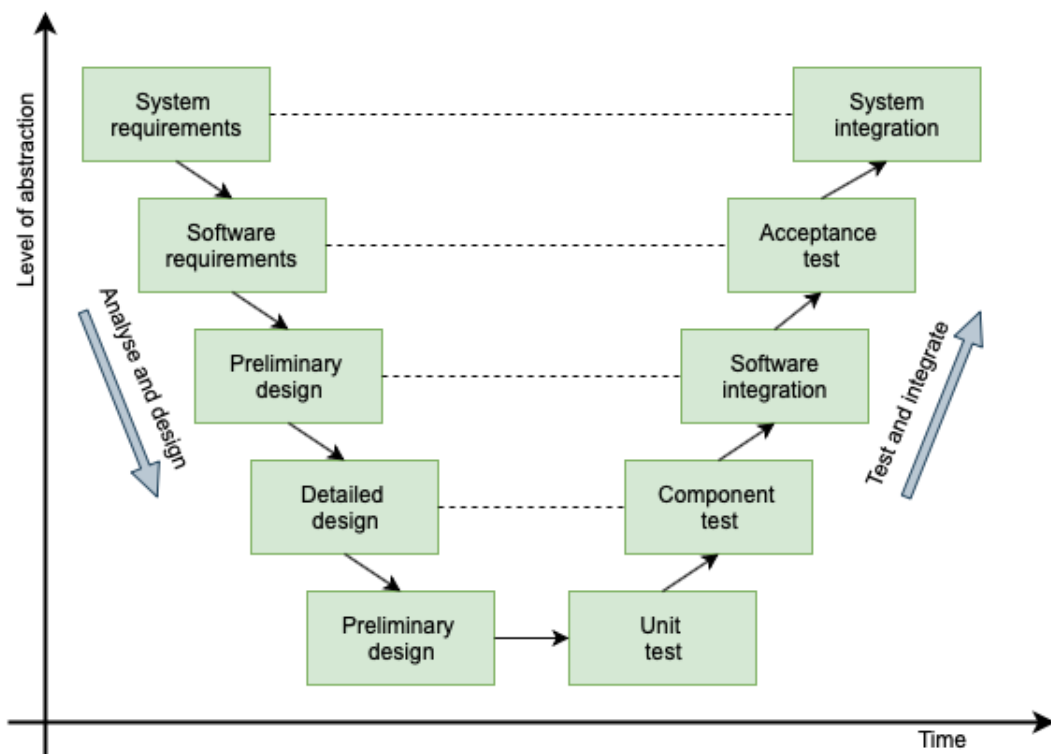 Level of abstraction
System
requirements
System
integration
Software
requirements
Acceptance
test
Analyse and design
Preliminary
design
Software
integration
Test and integrate
Detailed
design
Component
test
Preliminary
design
Unit
test
Time